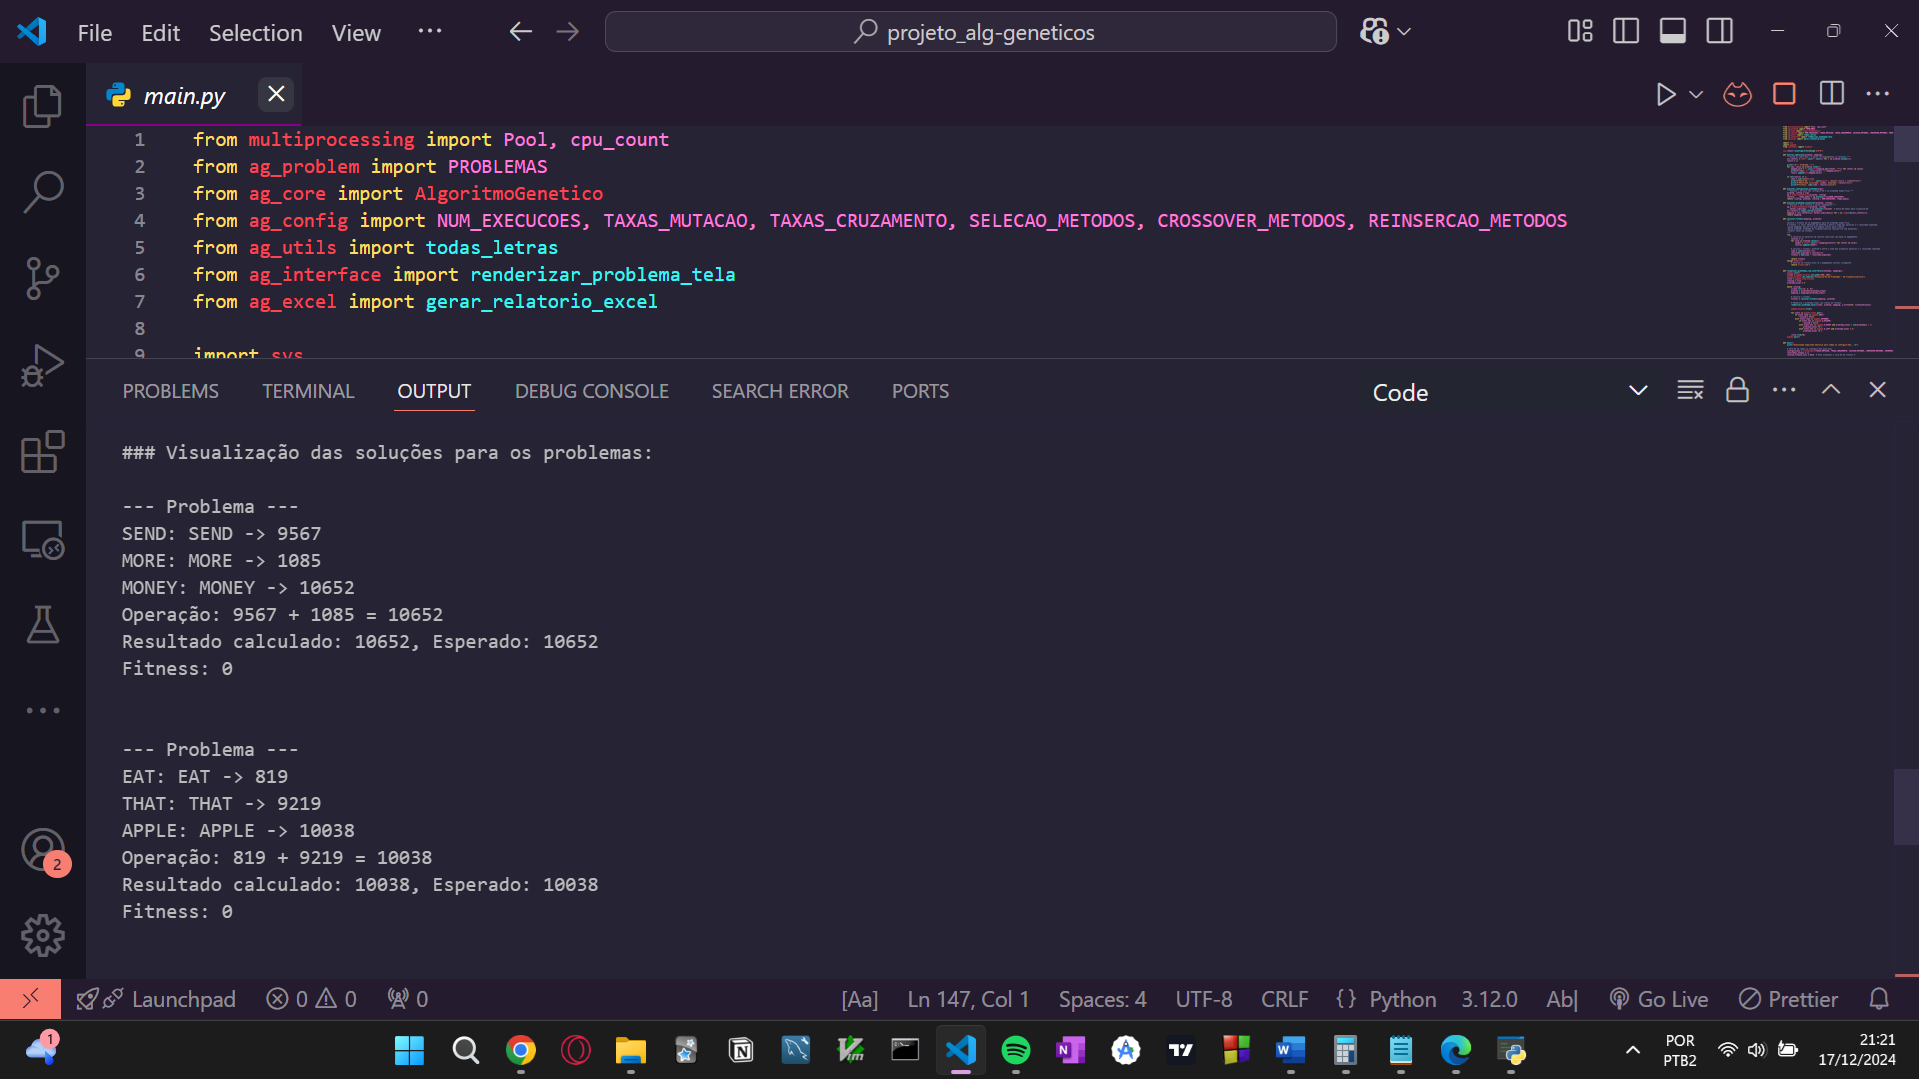 File Edit Selection View ··· projeto_alg-geneticos
main.py
1 from multiprocessing import Pool, cpu_count
2 from ag_problem import PROBLEMAS
3 from ag_core import AlgoritmoGenetico
4 from ag_config import NUM_EXECUCOES, TAXAS_MUTACAO, TAXAS_CRUZAMENTO, SELECAO_METODOS, CROSSOVER_METODOS, REINSERCAO_METODOS
5 from ag_utils import todas_letras
6 from ag_interface import renderizar_problema_tela
7 from ag_excel import gerar_relatorio_excel
8
9 import sys
PROBLEMS TERMINAL OUTPUT DEBUG CONSOLE SEARCH ERROR PORTS Code
### Visualização das soluções para os problemas:
--- Problema ---
SEND: SEND -> 9567
MORE: MORE -> 1085
MONEY: MONEY -> 10652
Operação: 9567 + 1085 = 10652
Resultado calculado: 10652, Esperado: 10652
Fitness: 0
--- Problema ---
EAT: EAT -> 819
THAT: THAT -> 9219
APPLE: APPLE -> 10038
Operação: 819 + 9219 = 10038
Resultado calculado: 10038, Esperado: 10038
Fitness: 0
2
Launchpad 0 0 0 [Aa] Ln 147, Col 1 Spaces: 4 UTF-8 CRLF {} Python 3.12.0 Ab| Go Live Prettier
1 POR 21:21
PTB2 17/12/2024